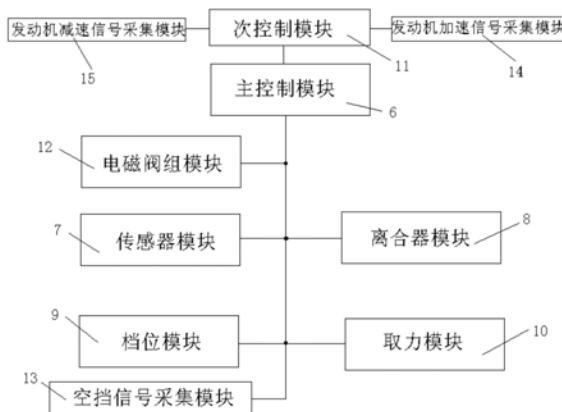 发动机减速信号采集模块
次控制模块
发动机加速信号采集模块
15
11
14
主控制模块
6
12
电磁阀组模块
7
传感器模块
离合器模块
8
9
档位模块
取力模块
10
13
空挡信号采集模块